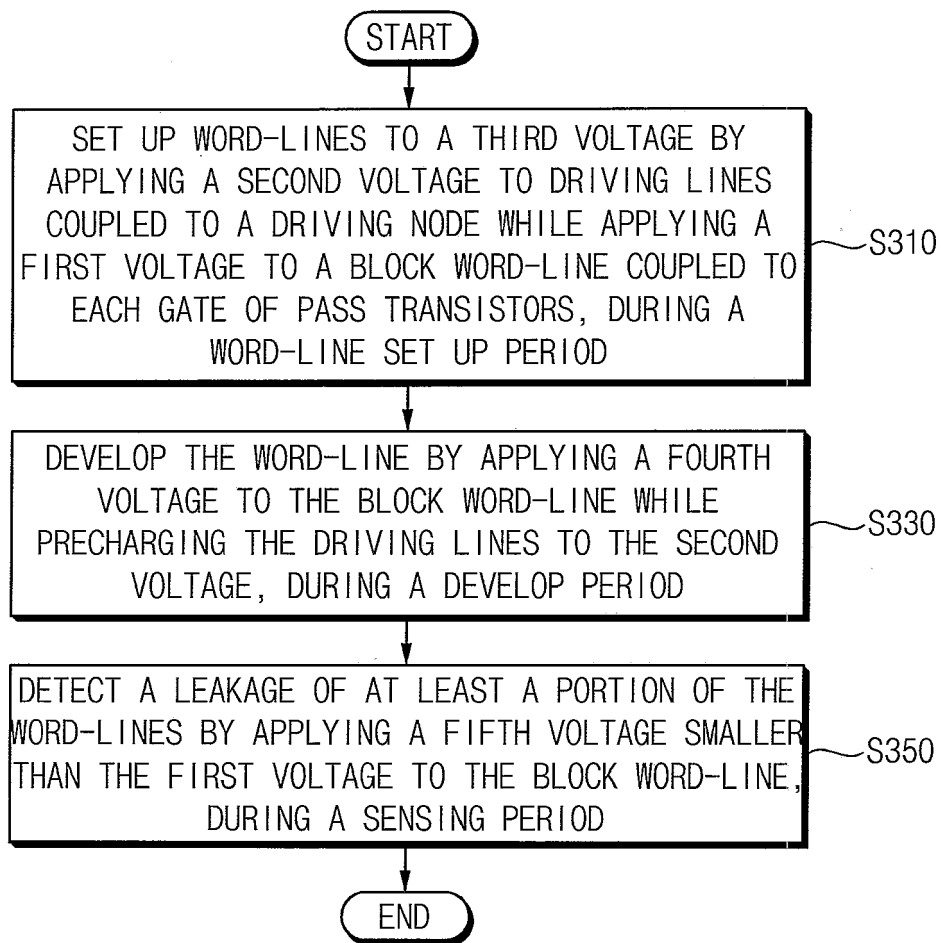 START
SET UP WORD-LINES TO A THIRD VOLTAGE BY
APPLYING A SECOND VOLTAGE TO DRIVING LINES
COUPLED TO A DRIVING NODE WHILE APPLYING A
FIRST VOLTAGE TO A BLOCK WORD-LINE COUPLED TO
EACH GATE OF PASS TRANSISTORS, DURING A
WORD-LINE SET UP PERIOD
S310
DEVELOP THE WORD-LINE BY APPLYING A FOURTH
VOLTAGE TO THE BLOCK WORD-LINE WHILE
PRECHARGING THE DRIVING LINES TO THE SECOND
VOLTAGE, DURING A DEVELOP PERIOD
S330
DETECT A LEAKAGE OF AT LEAST A PORTION OF THE
WORD-LINES BY APPLYING A FIFTH VOLTAGE SMALLER
THAN THE FIRST VOLTAGE TO THE BLOCK WORD-LINE,
DURING A SENSING PERIOD
S350
END